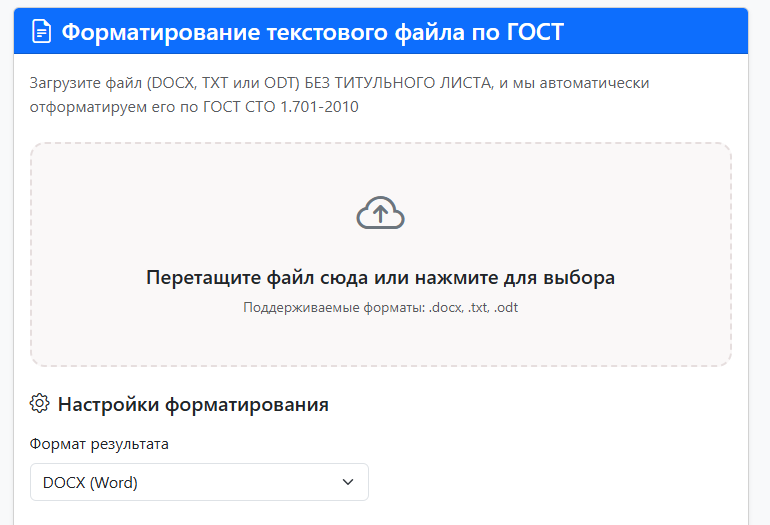 Форматирование текстового файла по ГОСТ
Загрузите файл (DOCX, TXT или ODT) БЕЗ ТИТУЛЬНОГО ЛИСТА, и мы автоматически
отформатируем его по ГОСТ СТО 1.701-2010
Перетащите файл сюда или нажмите для выбора
Поддерживаемые форматы: .docx, .txt, .odt
Настройки форматирования
Формат результата
DOCX (Word)